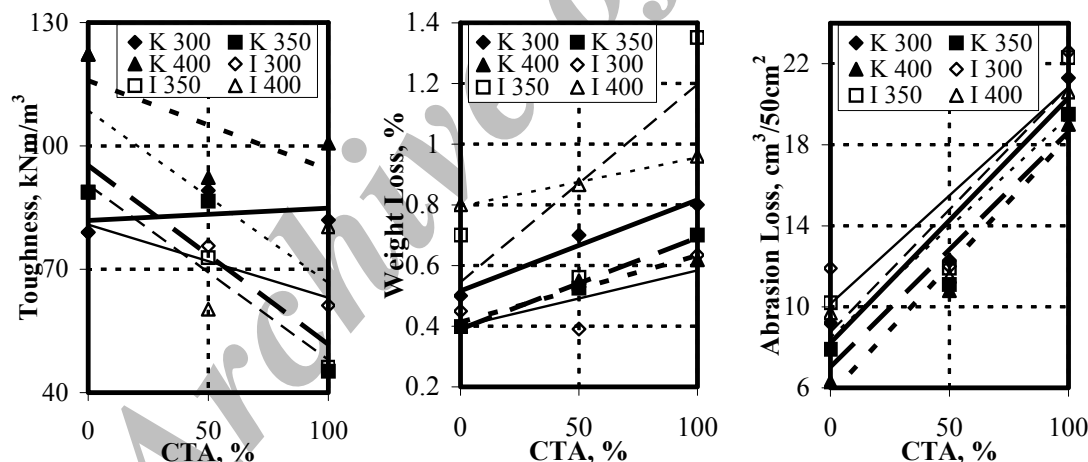 130
100
70
40
Toughness, kNm/m³
K 300 K 350
K 400 I 300
I 350 I 400
0 50 100
CTA, %
1.4
1.2
1
0.8
0.6
0.4
0.2
Weight Loss, %
K 300 K 350
K 400 I 300
I 350 I 400
0 50 100
CTA, %
22
18
14
10
6
Abrasion Loss, cm³/50cm²
K 300 K 350
K 400 I 300
I 350 I 400
0 50 100
CTA, %
Archive